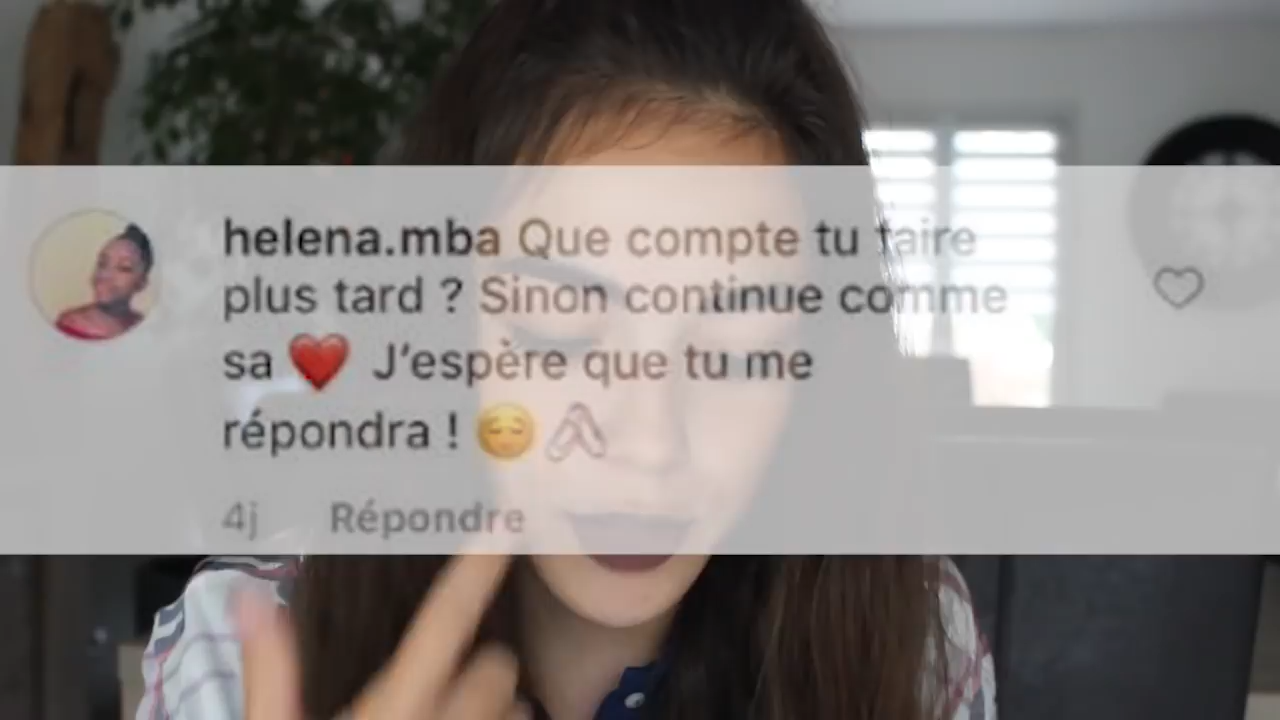 helena.mba Que compte tu faire
plus tard ? Sinon continue comme
sa ❤️ J’espère que tu me
répondra ! 😌
4j Répondre